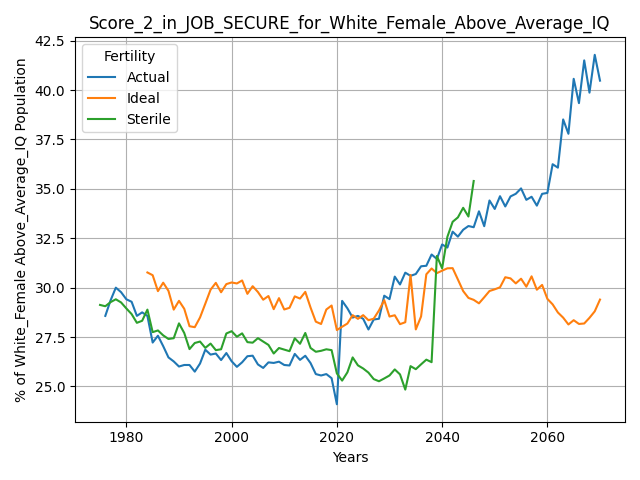 Score_2_in_JOB_SECURE_for_White_Female_Above_Average_IQ
% of White_Female Above_Average_IQ Population
42.5
40.0
37.5
35.0
32.5
30.0
27.5
25.0
Fertility
Actual
Ideal
Sterile
1980
2000
2020
2040
2060
Years